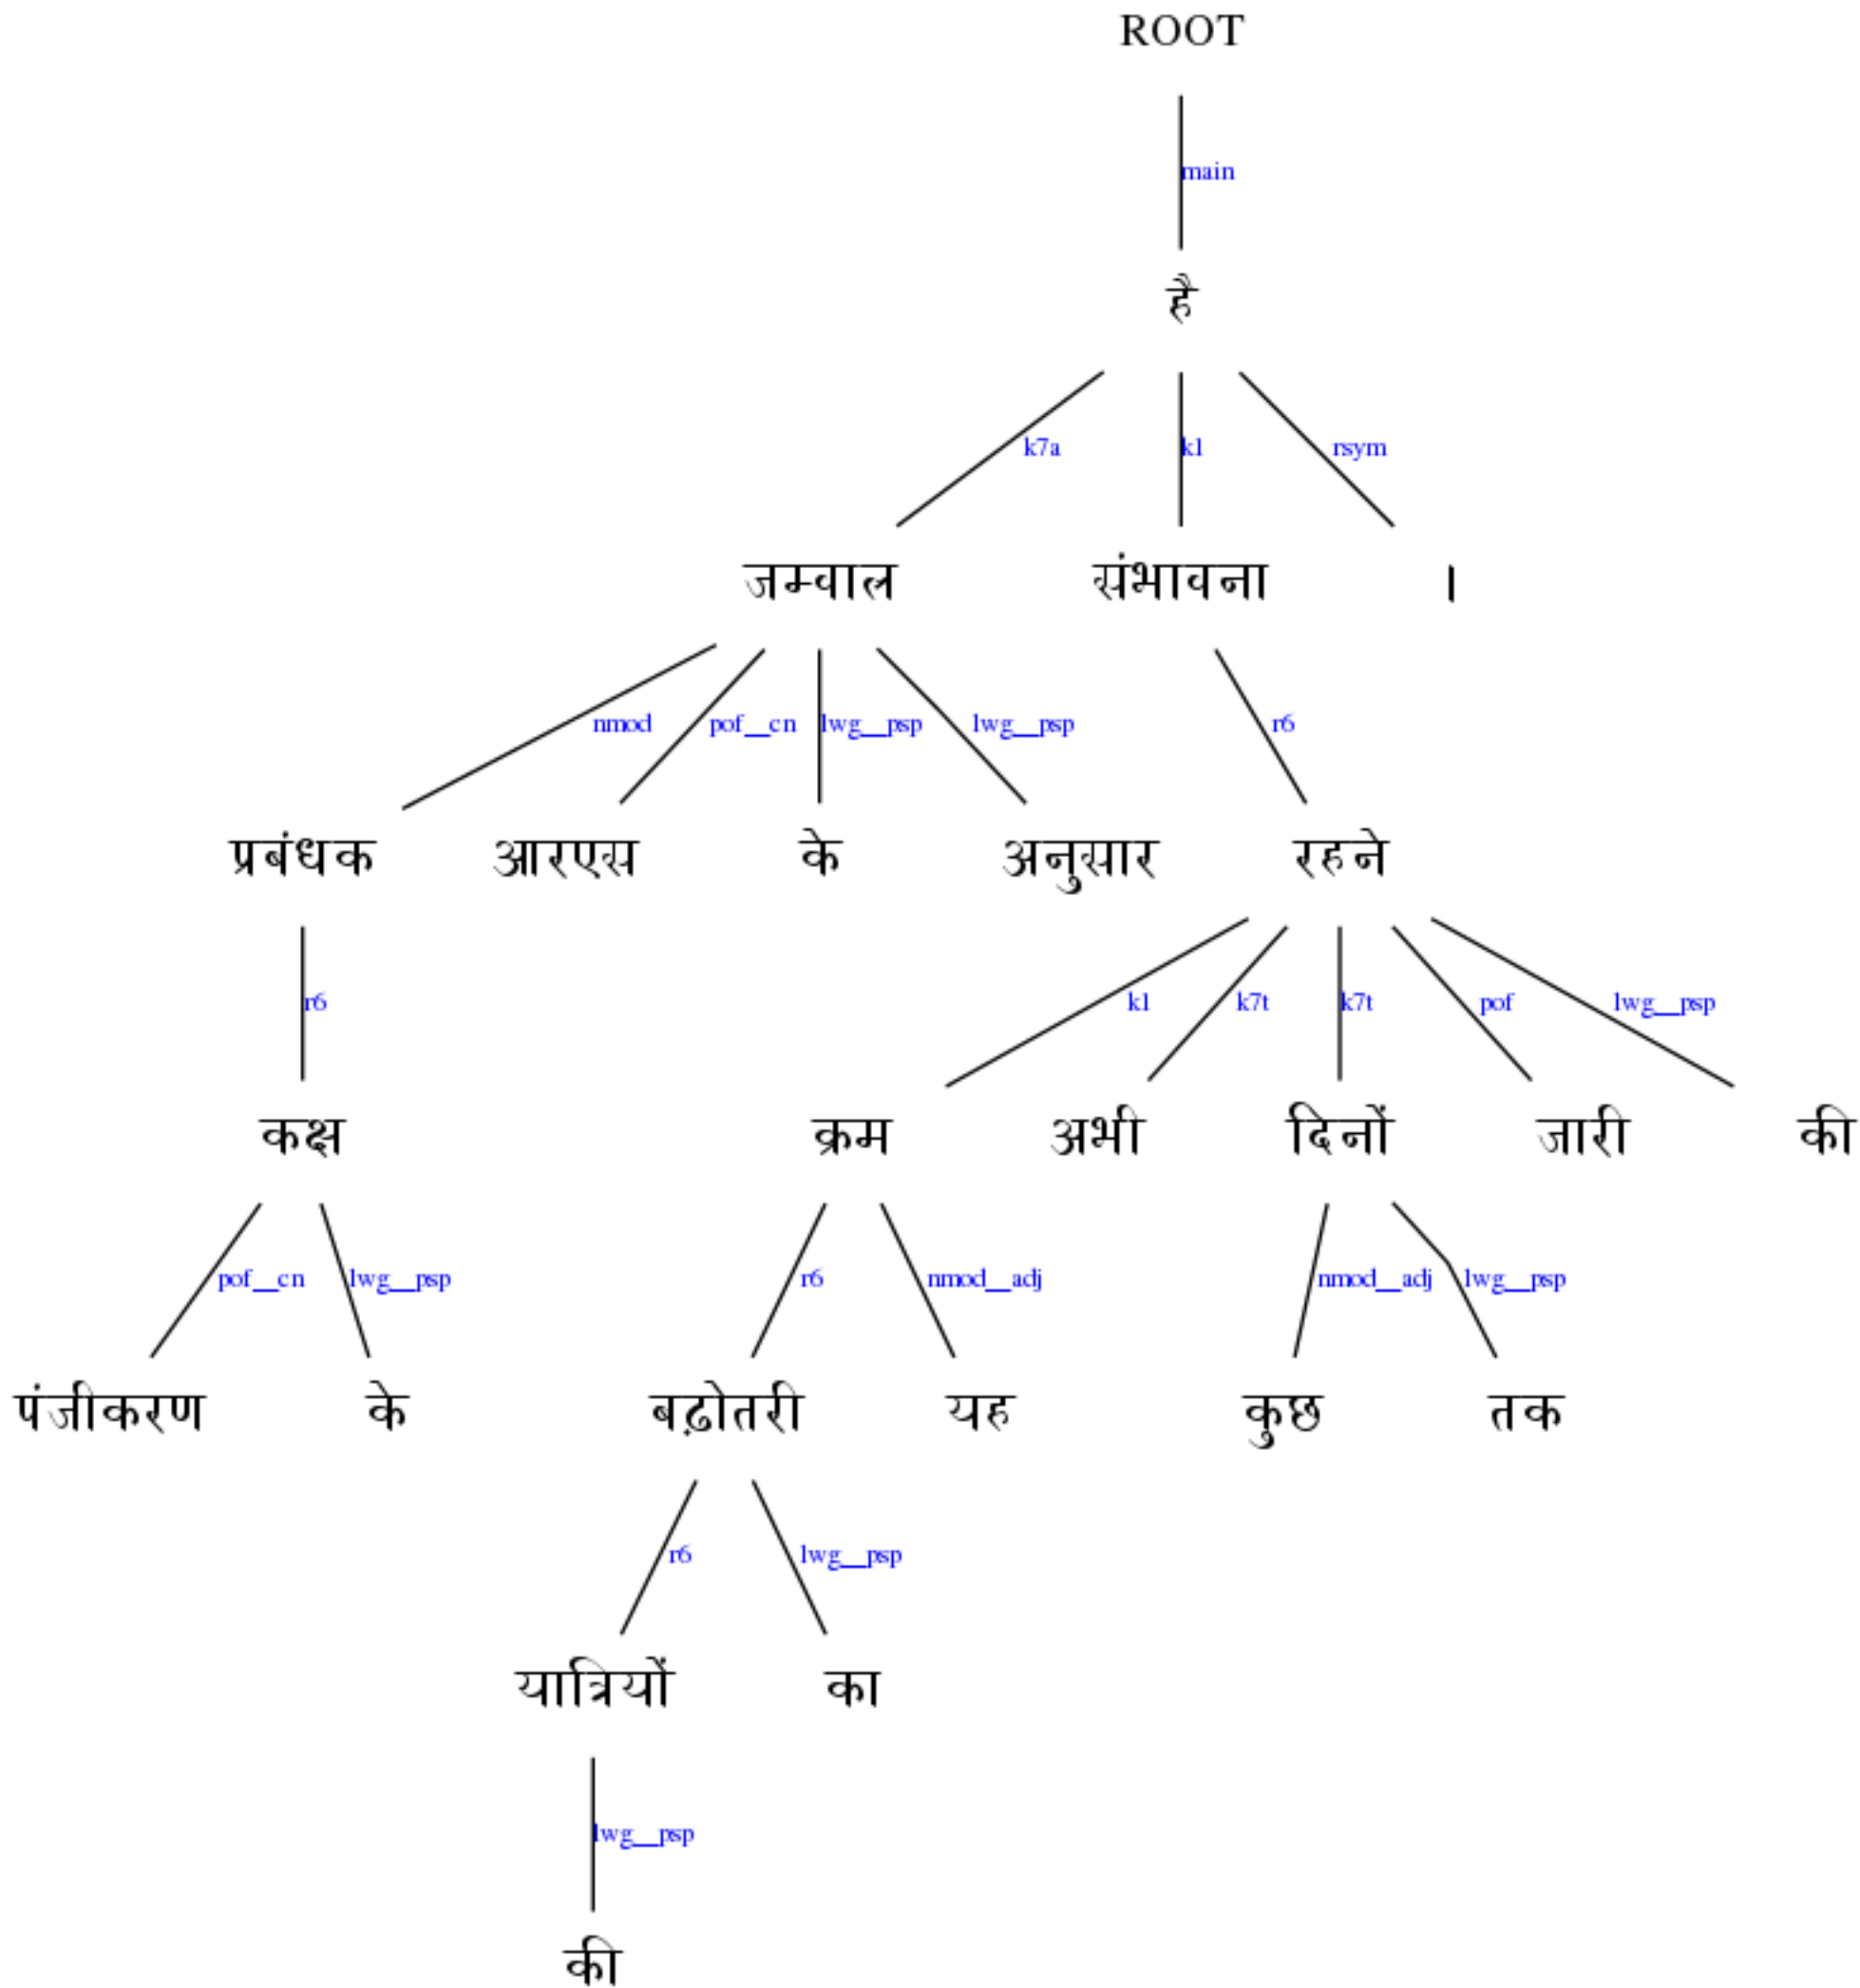 ROOT
main
है
k7a k1 rsym
जम्वाल संभावना ।
nmod pof__cn lwg__psp lwg__psp r6
प्रबंधक आरएस के अनुसार रहने
r6 k1 k7t k7t pof lwg__psp
कक्ष क्रम अभी दिनों जारी की
pof__cn lwg__psp r6 nmod__adj nmod__adj lwg__psp
पंजीकरण के बढ़ोतरी यह कुछ तक
r6 lwg__psp
यात्रियों का
lwg__psp
की